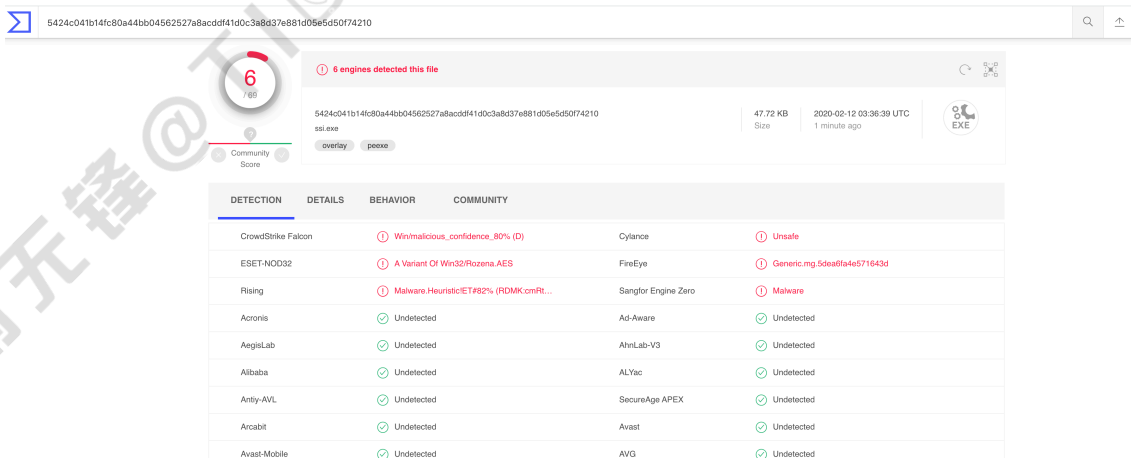 5424c041b14fc80a44bb04562527a8acddf41d0c3a8d37e881d05e5d50f74210
6
/ 69
6 engines detected this file
5424c041b14fc80a44bb04562527a8acddf41d0c3a8d37e881d05e5d50f74210
ssi.exe
overlay peexe
47.72 KB
Size
2020-02-12 03:36:39 UTC
1 minute ago
EXE
Community
Score
DETECTION DETAILS BEHAVIOR COMMUNITY
CrowdStrike Falcon Win/malicious_confidence_80% (D) Cylance Unsafe
ESET-NOD32 A Variant Of Win32/Rozena.AES FireEye Generic.mg.5dea6fa4e571643d
Rising Malware.Heuristic!ET#82% (RDMK:cmRt... Sangfor Engine Zero Malware
Acronis Undetected Ad-Aware Undetected
AegisLab Undetected AhnLab-V3 Undetected
Alibaba Undetected ALYac Undetected
Antiy-AVL Undetected SecureAge APEX Undetected
Arcabit Undetected Avast Undetected
Avast-Mobile Undetected AVG Undetected
无锋@TI